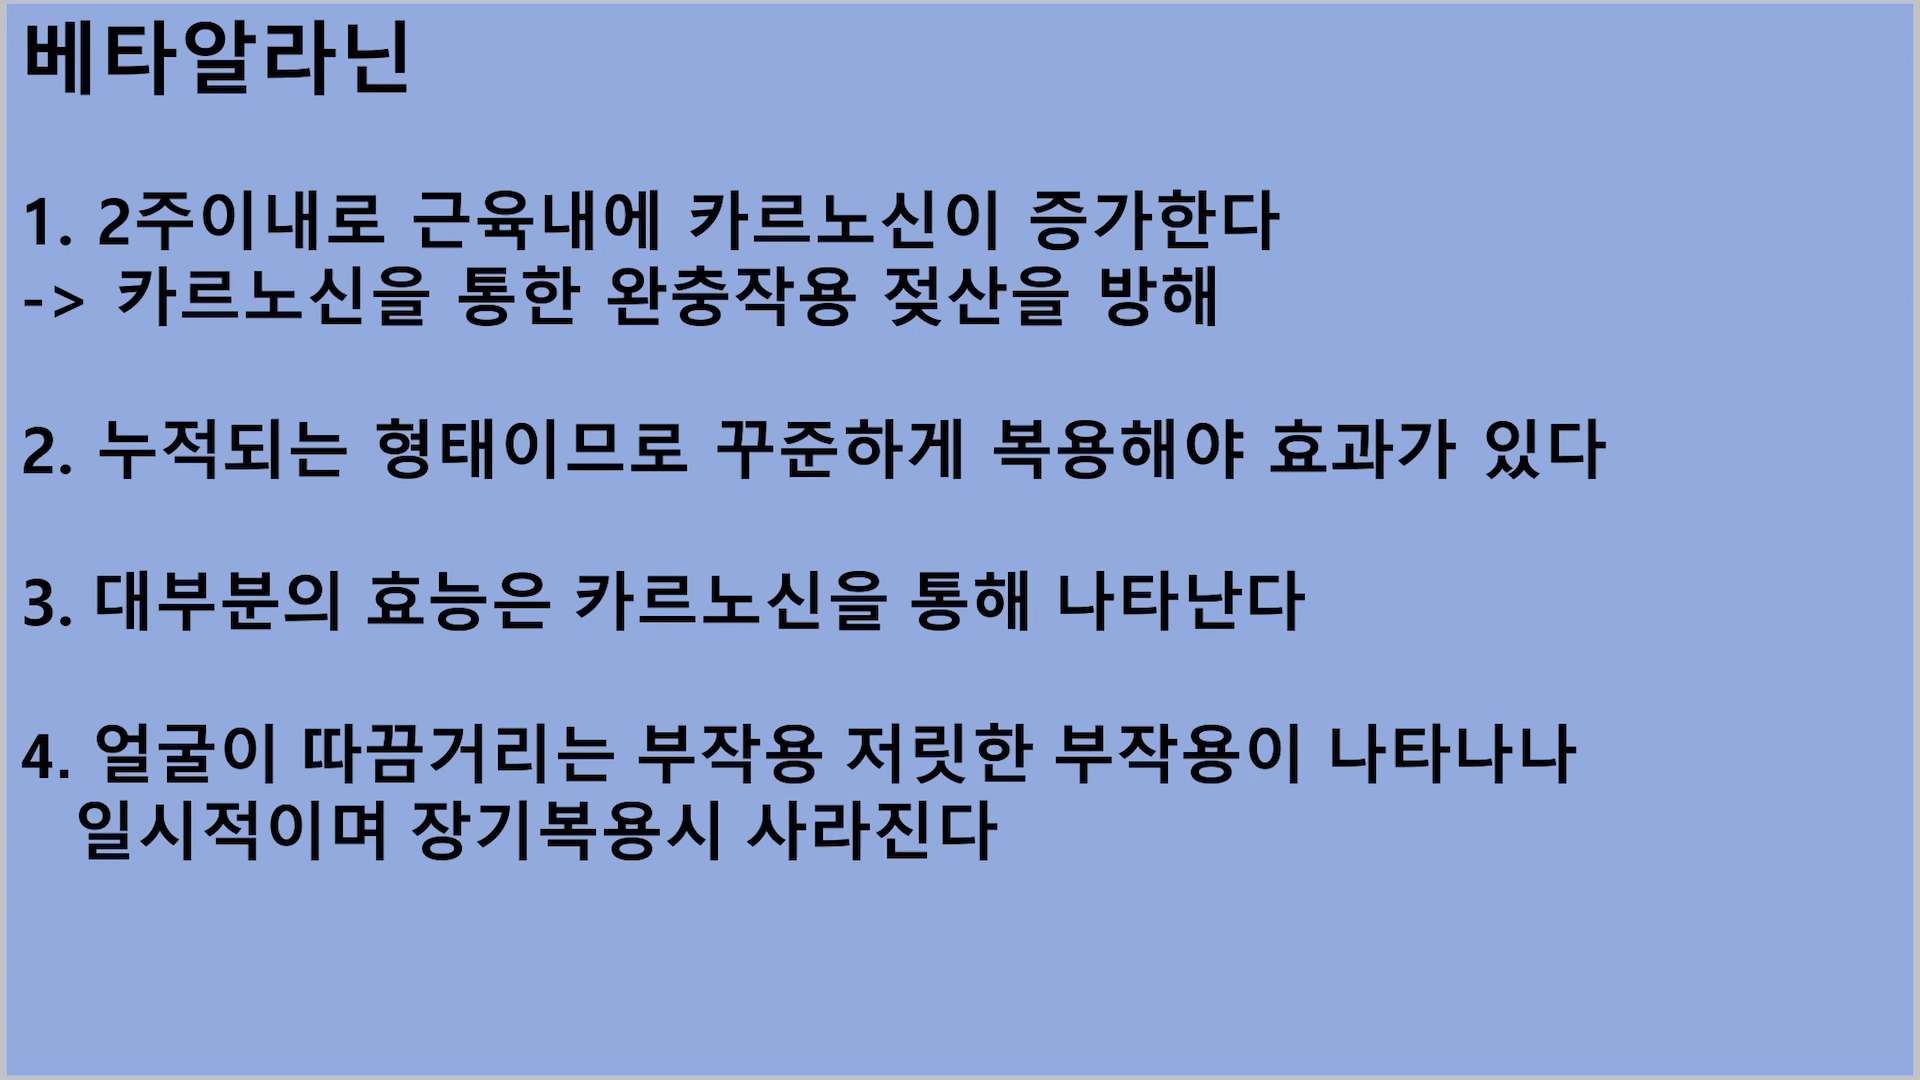 베타알라닌
1. 2주이내로 근육내에 카르노신이 증가한다
-> 카르노신을 통한 완충작용 젖산을 방해
2. 누적되는 형태이므로 꾸준하게 복용해야 효과가 있다
3. 대부분의 효능은 카르노신을 통해 나타난다
4. 얼굴이 따끔거리는 부작용 저릿한 부작용이 나타나나
일시적이며 장기복용시 사라진다